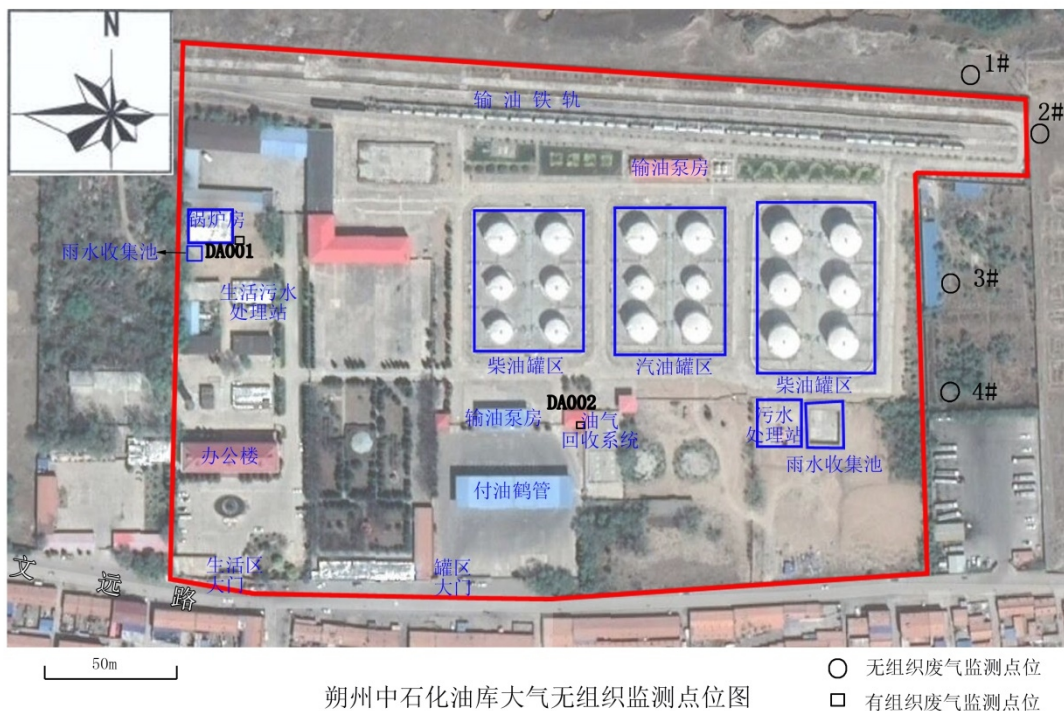 N
1#
2#
输油铁轨
输油泵房
锅炉房
雨水收集池
DA001
3#
生活污水
处理站
柴油罐区
汽油罐区
柴油罐区
4#
DA002
输油泵房
油气
回收系统
污水
处理站
办公楼
雨水收集池
付油鹤管
生活区
大门
罐区
大门
文远路
50m
朔州中石化油库大气无组织监测点位图
无组织废气监测点位
有组织废气监测点位